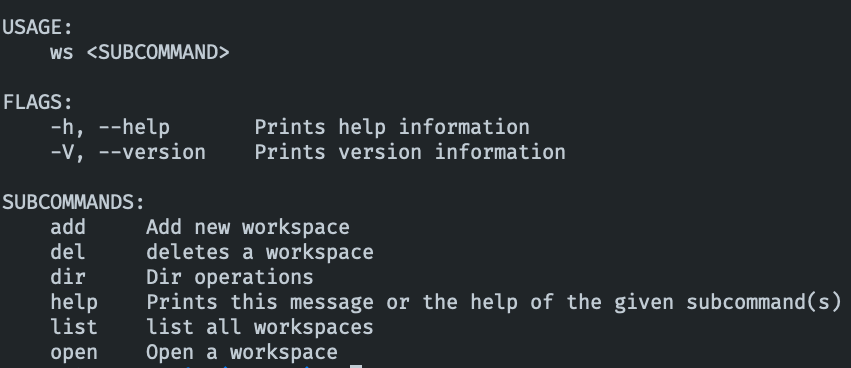 USAGE:
    ws <SUBCOMMAND>

FLAGS:
    -h, --help       Prints help information
    -V, --version    Prints version information

SUBCOMMANDS:
    add     Add new workspace
    del     deletes a workspace
    dir     Dir operations
    help    Prints this message or the help of the given subcommand(s)
    list    list all workspaces
    open    Open a workspace